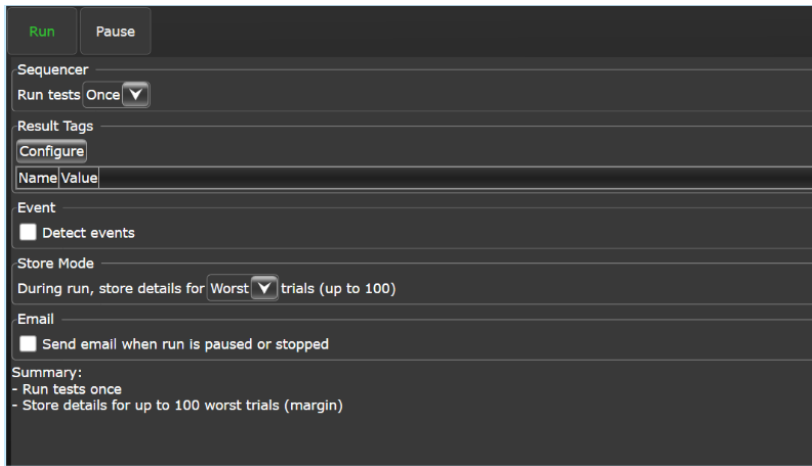 Run Pause
Sequencer
Run tests Once
Result Tags
Configure
Name Value
Event
Detect events
Store Mode
During run, store details for Worst trials (up to 100)
Email
Send email when run is paused or stopped
Summary:
- Run tests once
- Store details for up to 100 worst trials (margin)